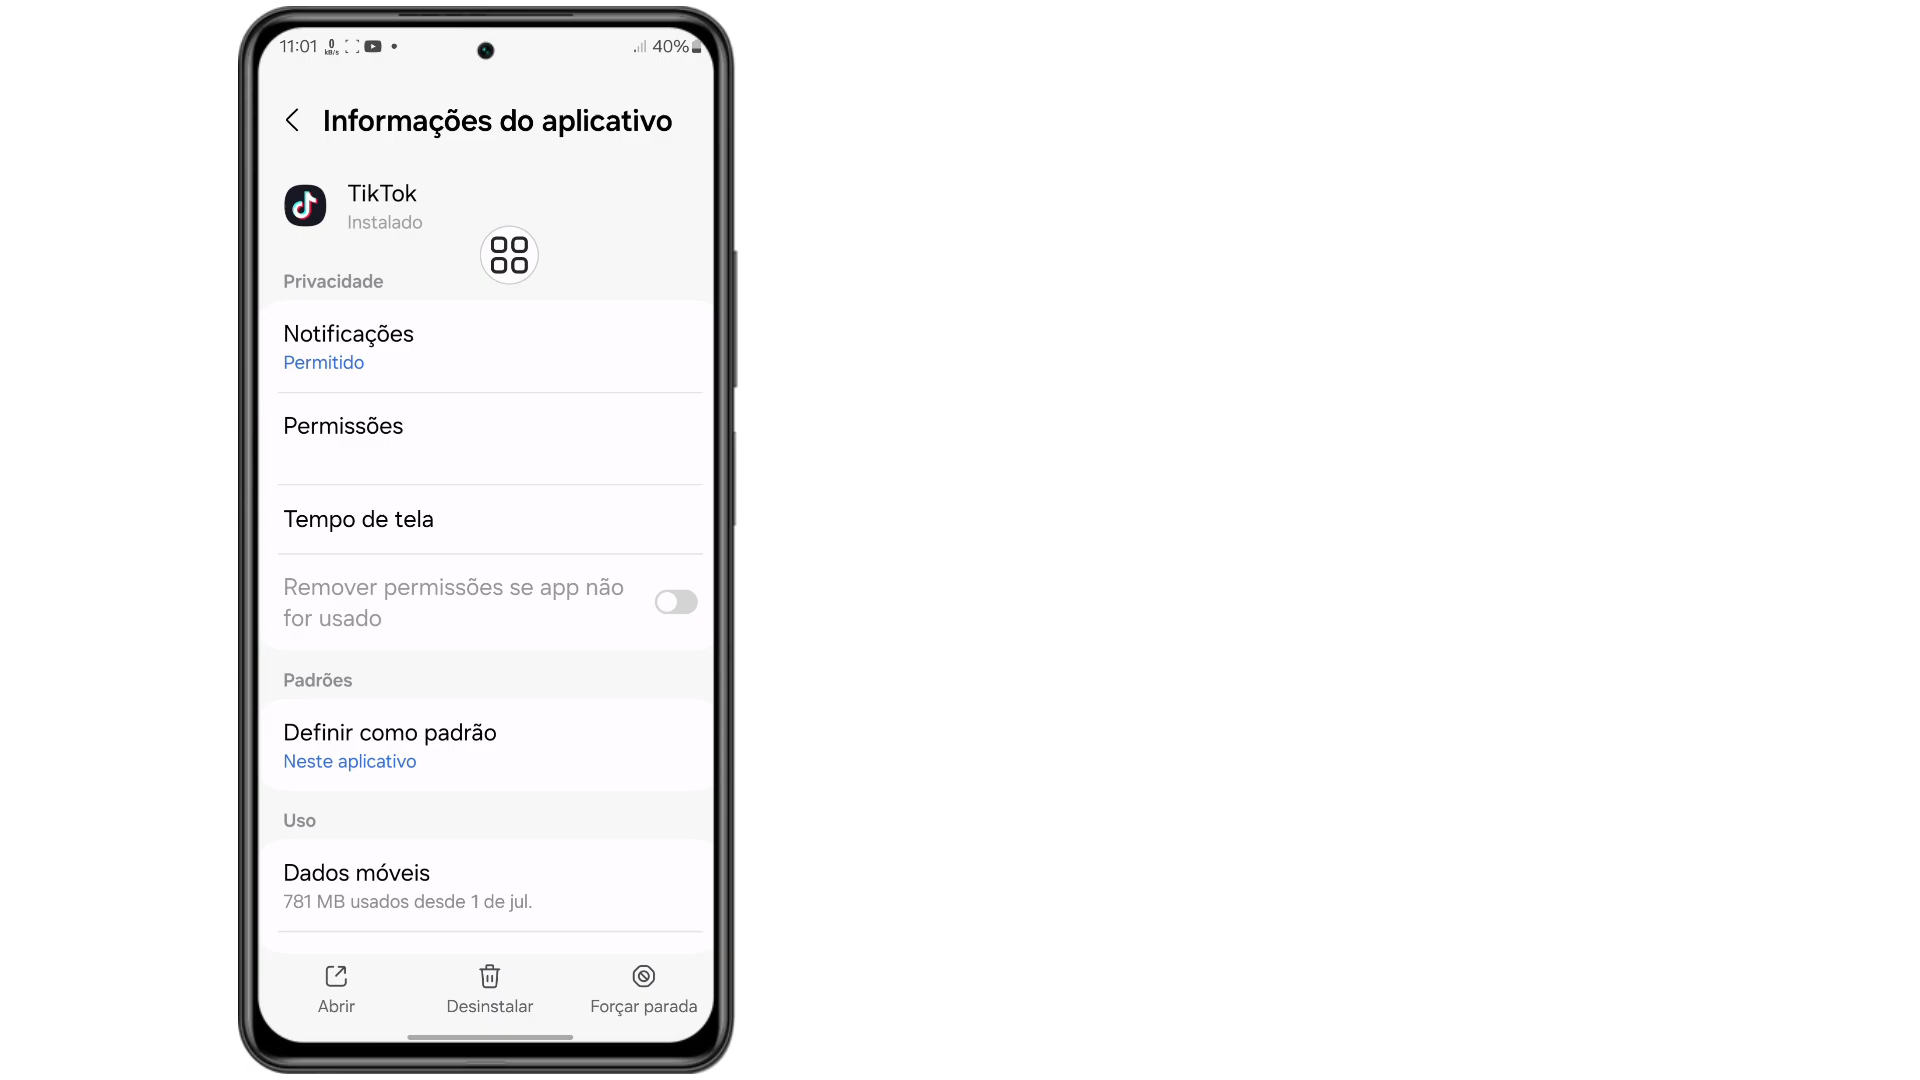 11:01 0 kB/s 40%
Informações do aplicativo
TikTok
Instalado
Privacidade
Notificações
Permitido
Permissões
Tempo de tela
Remover permissões se app não
for usado
Padrões
Definir como padrão
Neste aplicativo
Uso
Dados móveis
781 MB usados desde 1 de jul.
Abrir Desinstalar Forçar parada